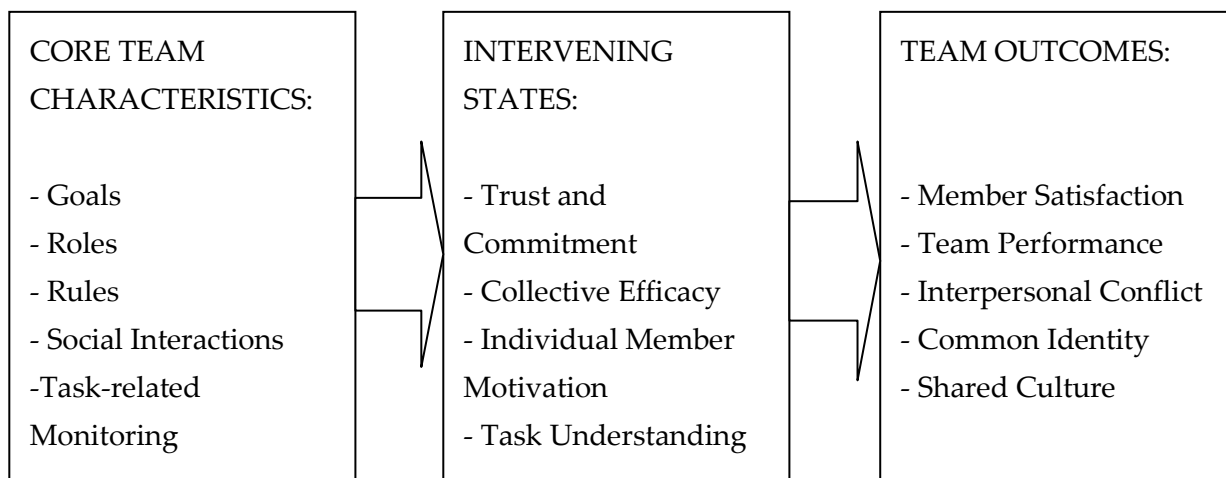 CORE TEAM
CHARACTERISTICS:
- Goals
- Roles
- Rules
- Social Interactions
-Task-related
Monitoring
INTERVENING
STATES:
- Trust and
Commitment
- Collective Efficacy
- Individual Member
Motivation
- Task Understanding
TEAM OUTCOMES:
- Member Satisfaction
- Team Performance
- Interpersonal Conflict
- Common Identity
- Shared Culture